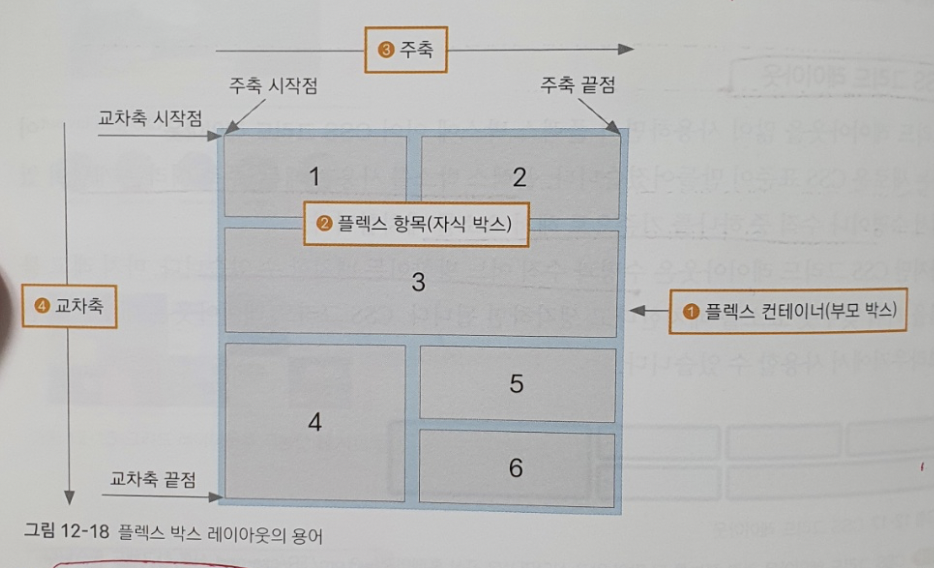 ❸ 주축
주축 시작점
주축 끝점
교차축 시작점
1
2
❷ 플렉스 항목(자식 박스)
3
❹ 교차축
❶ 플렉스 컨테이너(부모 박스)
4
5
6
교차축 끝점
그림 12-18 플렉스 박스 레이아웃의 용어